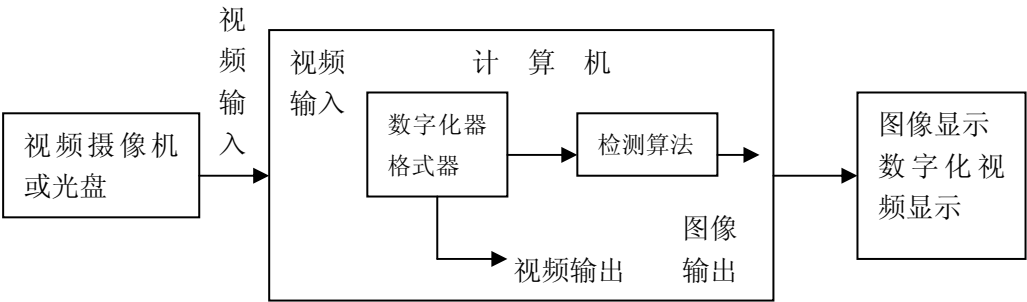 视频摄像机
或光盘
视
频
输
入
视频
输入
计 算 机
数字化器
格式器
检测算法
视频输出
图像
输出
图像显示
数字化视
频显示